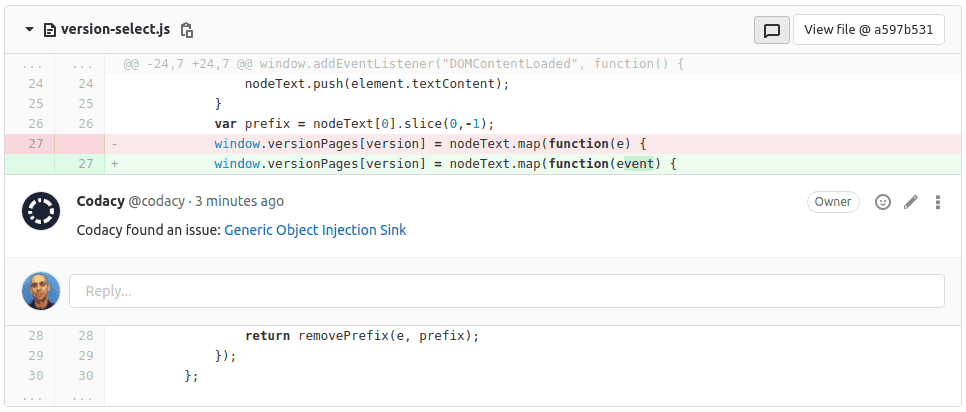 version-select.js View file @ a597b531
... ... @@ -24,7 +24,7 @@ window.addEventListener("DOMContentLoaded", function() {
24 24 nodeText.push(element.textContent);
25 25 }
26 26 var prefix = nodeText[0].slice(0,-1);
27 - window.versionPages[version] = nodeText.map(function(e) {
27 + window.versionPages[version] = nodeText.map(function(event) {
Codacy @codacy · 3 minutes ago Owner
Codacy found an issue: Generic Object Injection Sink
Reply...
28 28 return removePrefix(e, prefix);
29 29 });
30 30 };
... ...